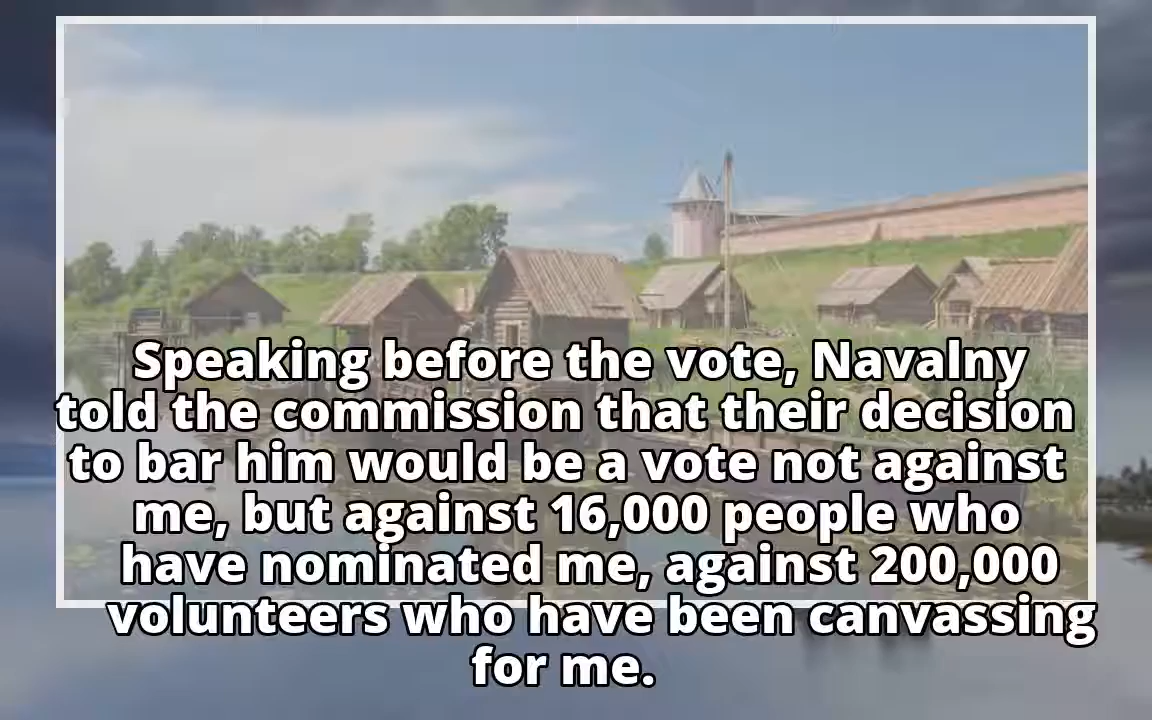 Speaking before the vote, Navalny
told the commission that their decision
to bar him would be a vote not against
me, but against 16,000 people who
have nominated me, against 200,000
volunteers who have been canvassing
for me.